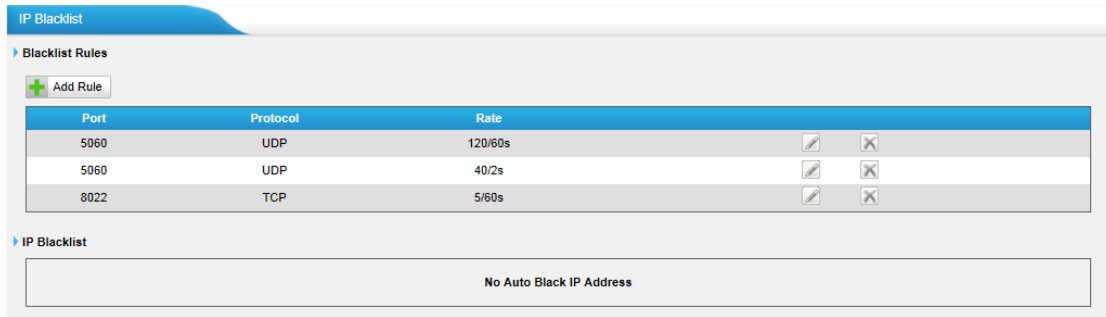 IP Blacklist
Blacklist Rules
Add Rule
Port Protocol Rate
5060 UDP 120/60s
5060 UDP 40/2s
8022 TCP 5/60s
IP Blacklist
No Auto Black IP Address